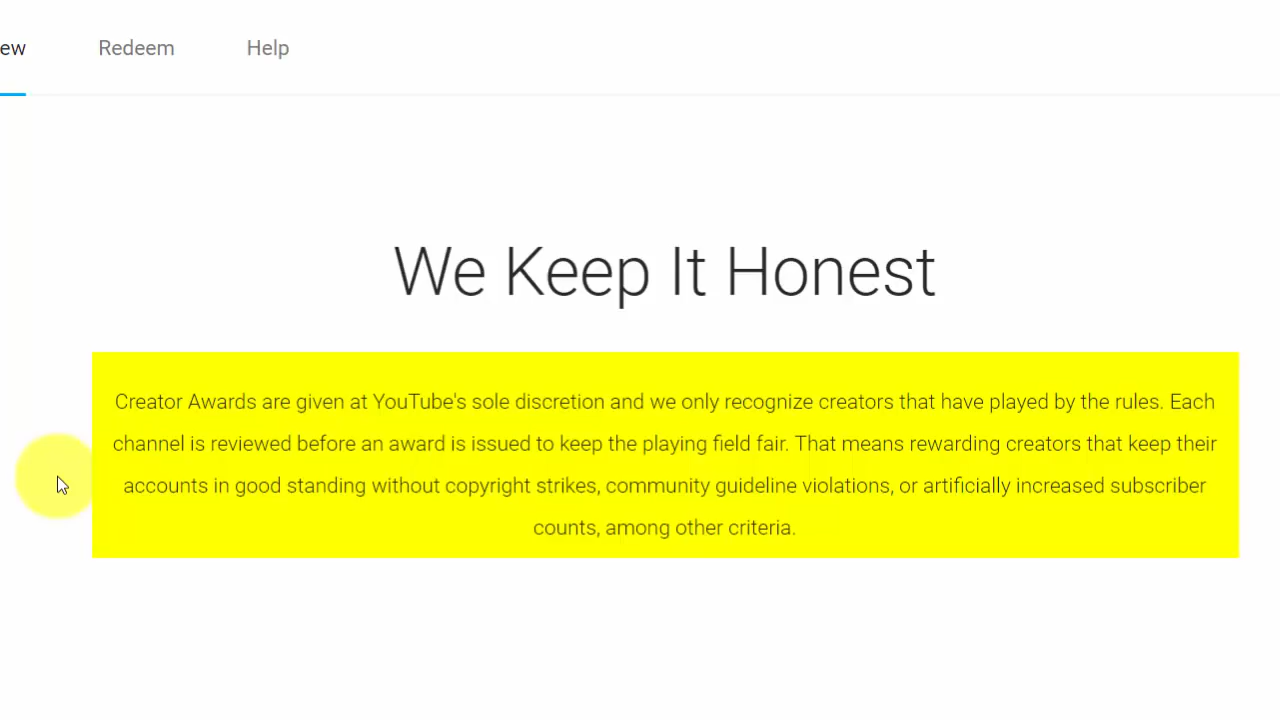 ew Redeem Help
We Keep It Honest
Creator Awards are given at YouTube's sole discretion and we only recognize creators that have played by the rules. Each
channel is reviewed before an award is issued to keep the playing field fair. That means rewarding creators that keep their
accounts in good standing without copyright strikes, community guideline violations, or artificially increased subscriber
counts, among other criteria.